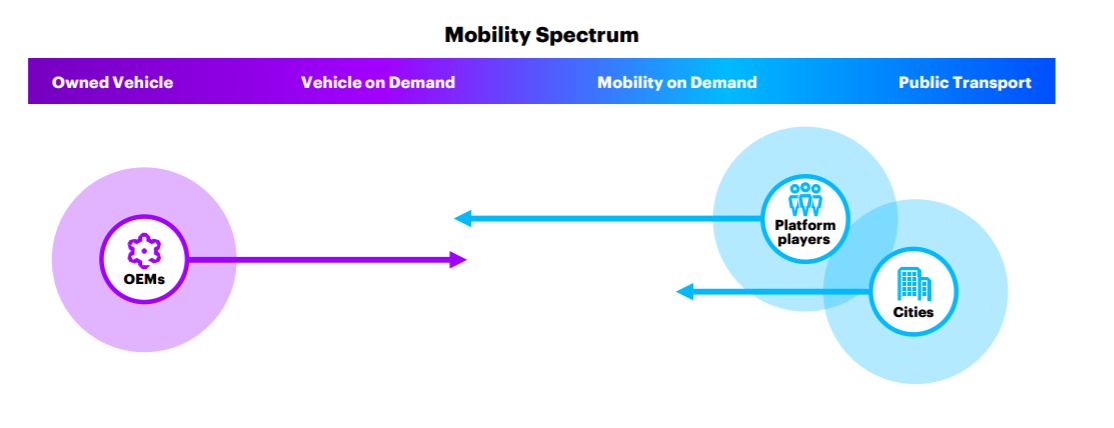 Mobility Spectrum
Owned Vehicle
Vehicle on Demand
Mobility on Demand
Public Transport
Platform
players
OEMs
Cities